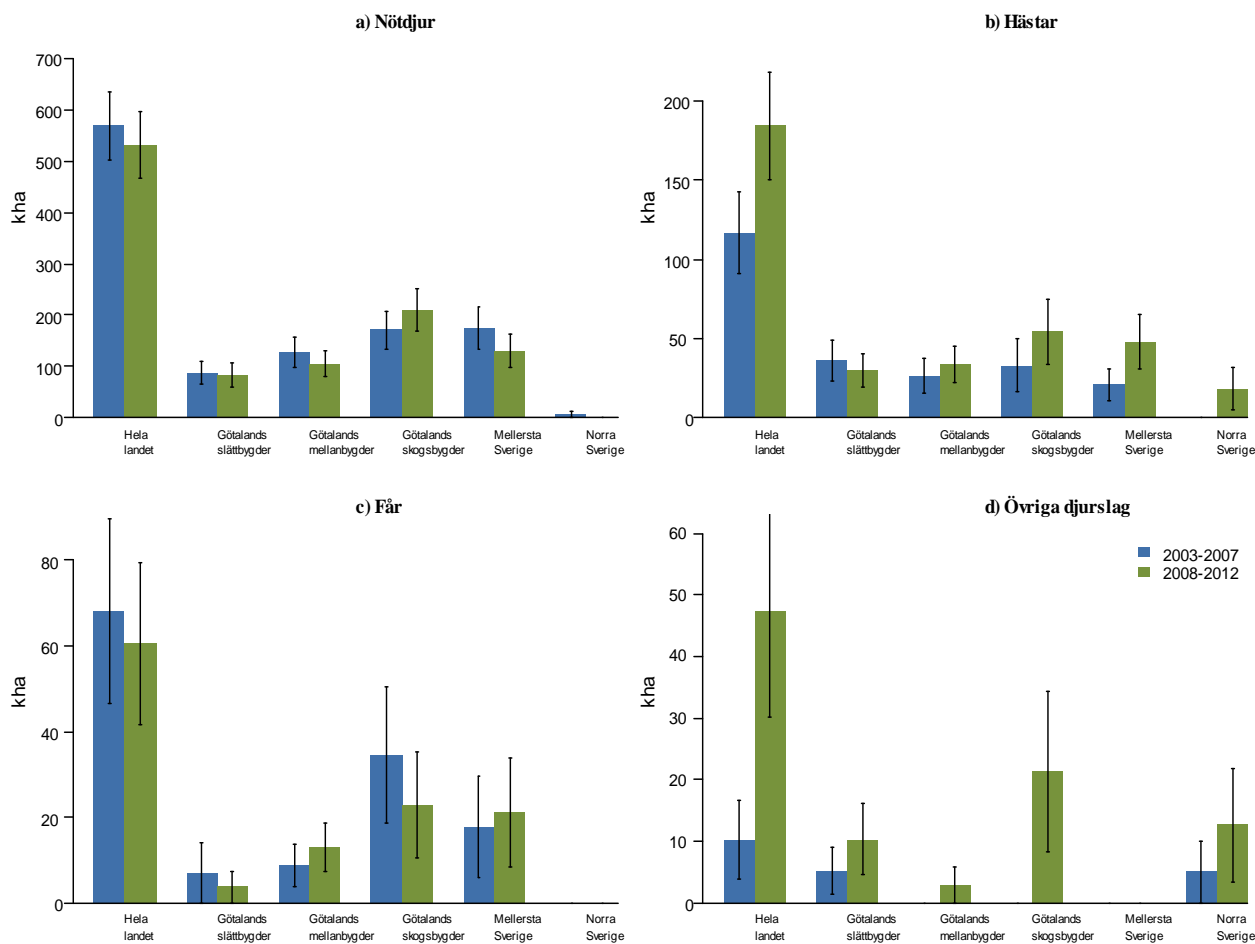 a) Nötdjur
700
600
500
400
300
200
100
0
kha
Hela landet
Götalands slättbygder
Götalands mellanbygder
Götalands skogsbygder
Mellersta Sverige
Norra Sverige
b) Hästar
200
150
100
50
0
kha
Hela landet
Götalands slättbygder
Götalands mellanbygder
Götalands skogsbygder
Mellersta Sverige
Norra Sverige
c) Får
80
60
40
20
0
kha
Hela landet
Götalands slättbygder
Götalands mellanbygder
Götalands skogsbygder
Mellersta Sverige
Norra Sverige
d) Övriga djurslag
2003-2007
2008-2012
60
50
40
30
20
10
0
kha
Hela landet
Götalands slättbygder
Götalands mellanbygder
Götalands skogsbygder
Mellersta Sverige
Norra Sverige